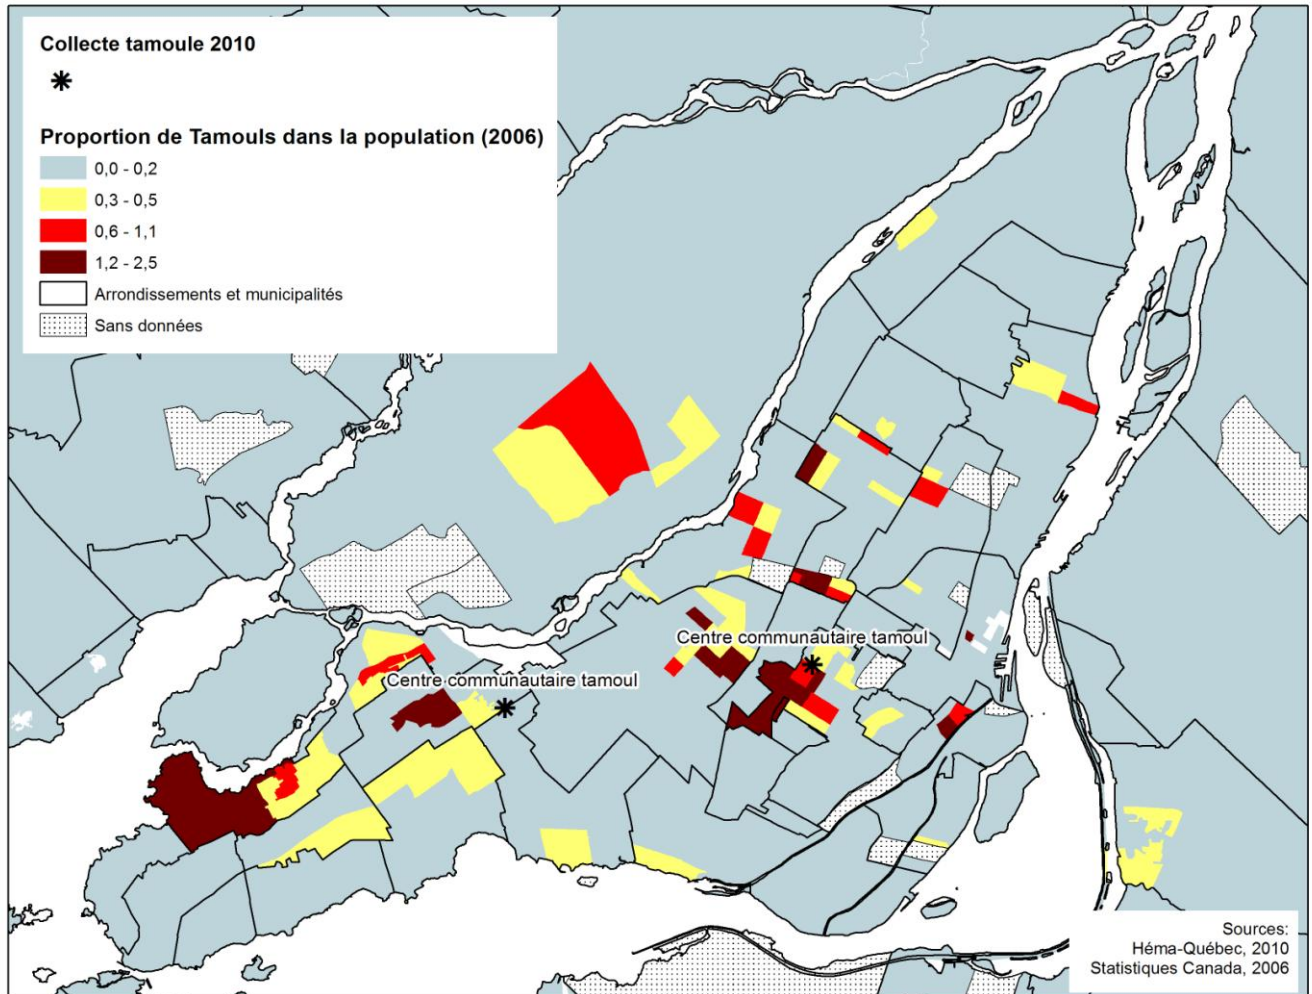 Collecte tamoule 2010
Proportion de Tamouls dans la population (2006)
0,0 - 0,2
0,3 - 0,5
0,6 - 1,1
1,2 - 2,5
Arrondissements et municipalités
Sans données
Centre communautaire tamoul
Centre communautaire tamoul
Sources:
Héma-Québec, 2010
Statistiques Canada, 2006